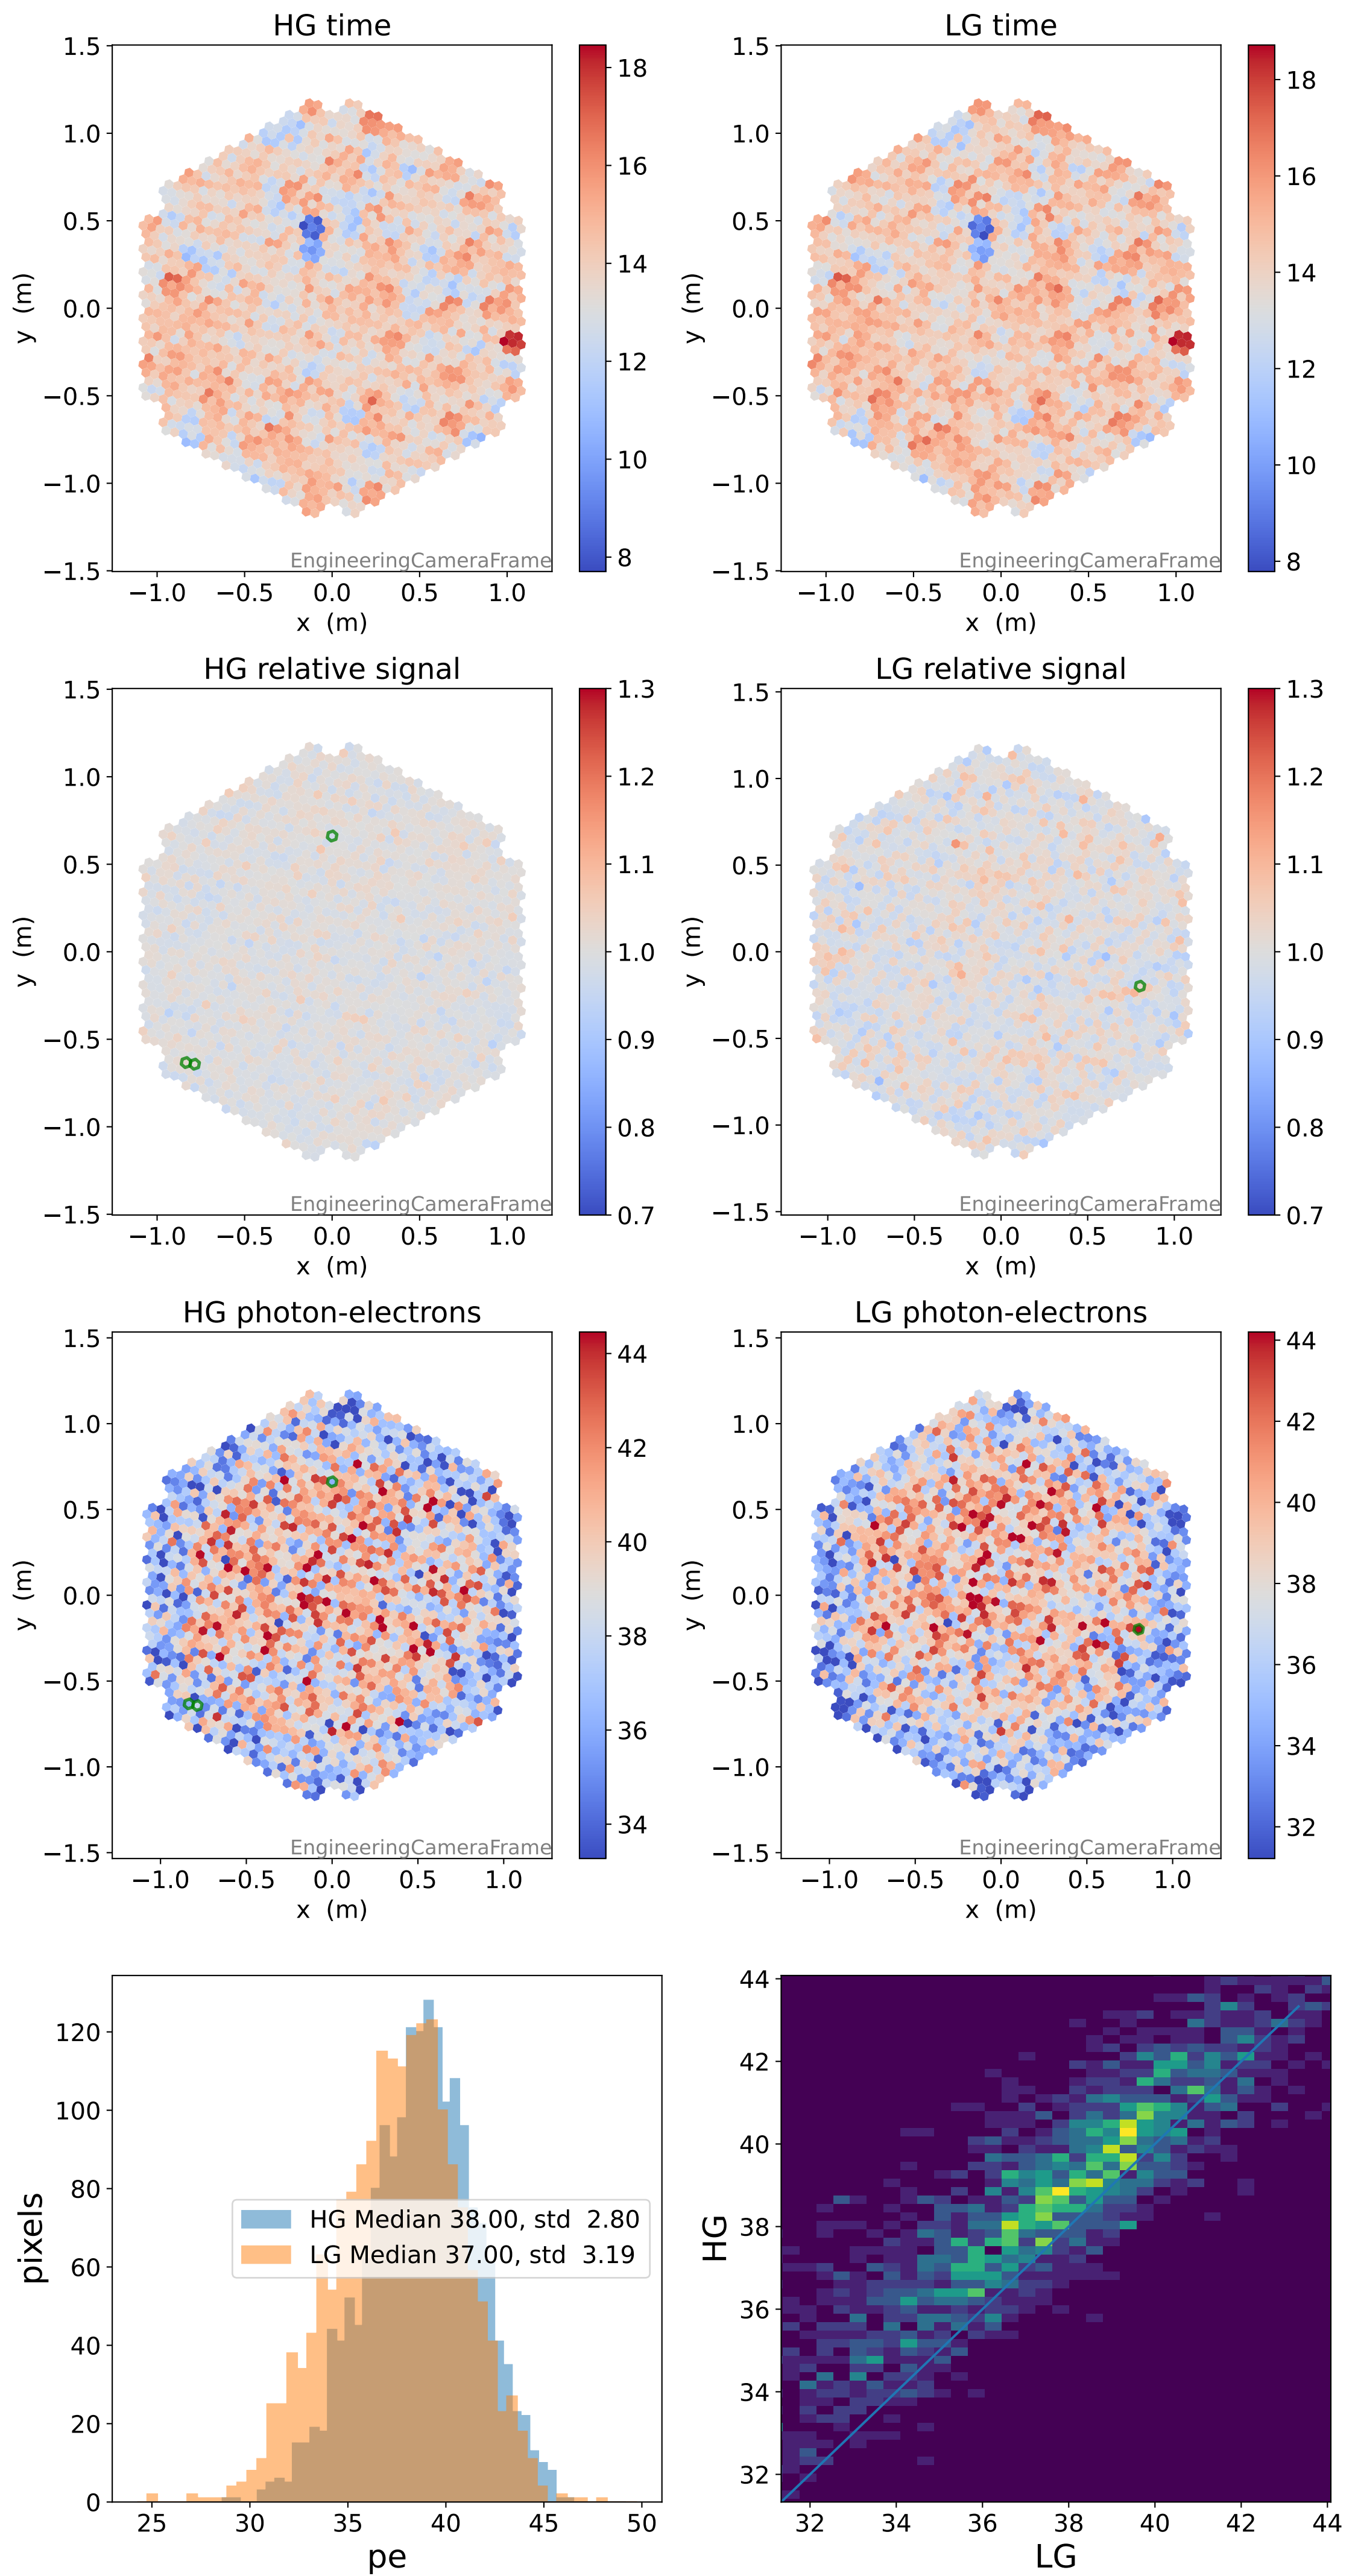 HG time
1.5
1.0
0.5
0.0
−0.5
−1.0
−1.5
y (m)
−1.0 −0.5 0.0 0.5 1.0
x (m)
EngineeringCameraFrame
18
16
14
12
10
8
LG time
1.5
1.0
0.5
0.0
−0.5
−1.0
−1.5
y (m)
−1.0 −0.5 0.0 0.5 1.0
x (m)
EngineeringCameraFrame
18
16
14
12
10
8
HG relative signal
1.5
1.0
0.5
0.0
−0.5
−1.0
−1.5
y (m)
−1.0 −0.5 0.0 0.5 1.0
x (m)
EngineeringCameraFrame
1.3
1.2
1.1
1.0
0.9
0.8
0.7
LG relative signal
1.5
1.0
0.5
0.0
−0.5
−1.0
−1.5
y (m)
−1.0 −0.5 0.0 0.5 1.0
x (m)
EngineeringCameraFrame
1.3
1.2
1.1
1.0
0.9
0.8
0.7
HG photon-electrons
1.5
1.0
0.5
0.0
−0.5
−1.0
−1.5
y (m)
−1.0 −0.5 0.0 0.5 1.0
x (m)
EngineeringCameraFrame
44
42
40
38
36
34
LG photon-electrons
1.5
1.0
0.5
0.0
−0.5
−1.0
−1.5
y (m)
−1.0 −0.5 0.0 0.5 1.0
x (m)
EngineeringCameraFrame
44
42
40
38
36
34
32
120
100
80
60
40
20
0
pixels
HG Median 38.00, std 2.80
LG Median 37.00, std 3.19
25 30 35 40 45 50
pe
44
42
40
38
36
34
32
HG
32 34 36 38 40 42 44
LG